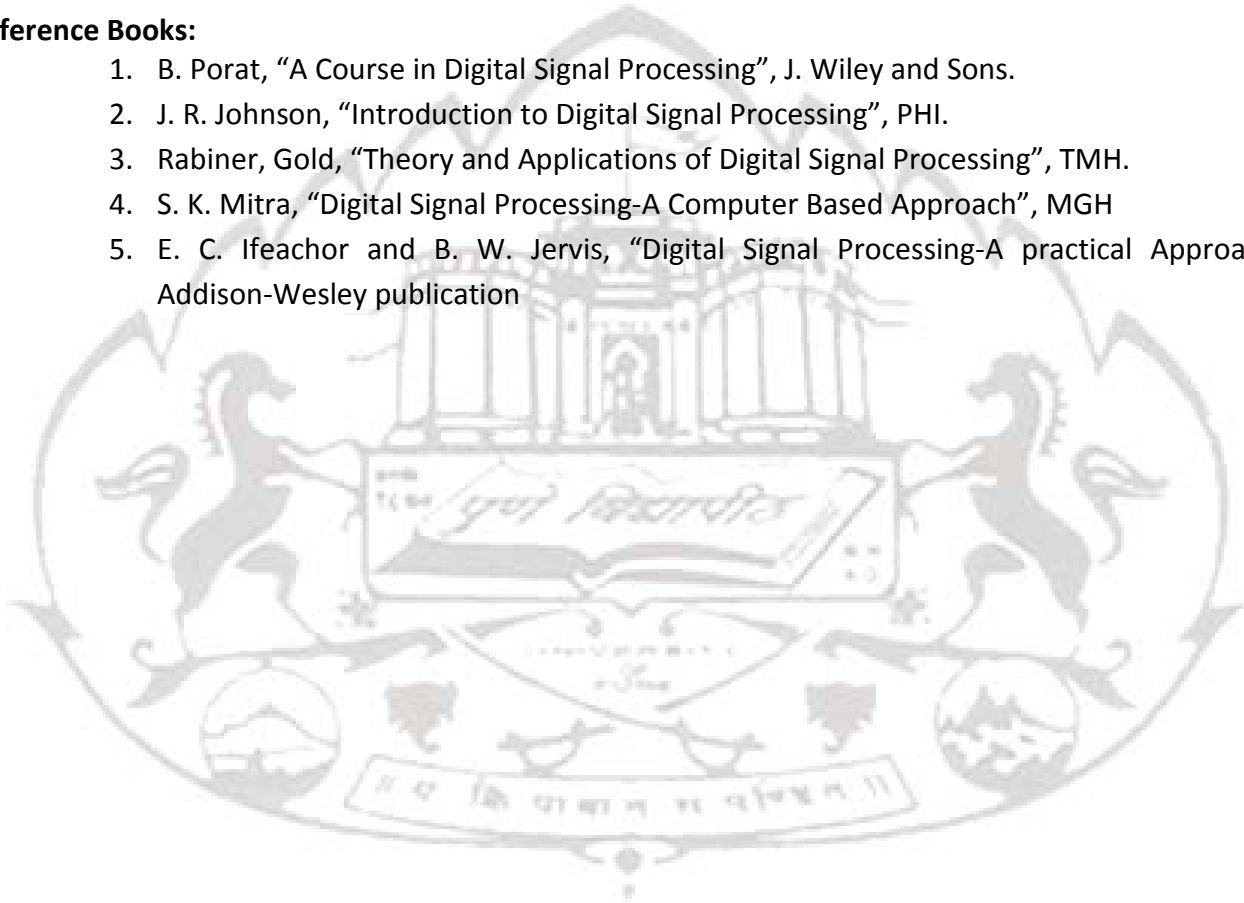 ference Books:
1. B. Porat, “A Course in Digital Signal Processing”, J. Wiley and Sons.
2. J. R. Johnson, “Introduction to Digital Signal Processing”, PHI.
3. Rabiner, Gold, “Theory and Applications of Digital Signal Processing”, TMH.
4. S. K. Mitra, “Digital Signal Processing-A Computer Based Approach”, MGH
5. E. C. Ifeachor and B. W. Jervis, “Digital Signal Processing-A practical Approa
Addison-Wesley publication
पुणे विद्यापीठ